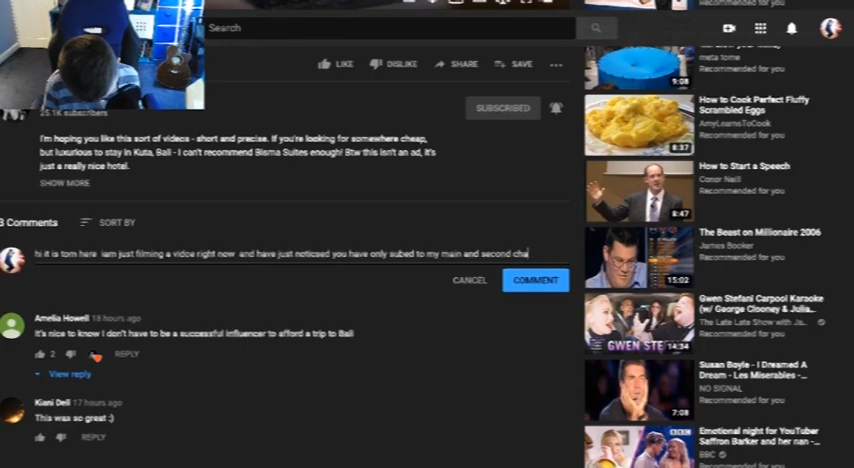 Search
LIKE DISLIKE SHARE SAVE
25.1K subscribers
SUBSCRIBED
I'm hoping you like this sort of videos - short and precise. If you're looking for somewhere cheap,
but luxurious to stay in Kuta, Bali - I can't recommend Bisma Suites enough! Btw this isn't an ad, it's
just a really nice hotel.
SHOW MORE
3 Comments SORT BY
hi it is tom here iam just filming a vidoe right now and have just noticaed you have only subed to my main and second cha
CANCEL COMMENT
Amelia Howell 18 hours ago
It's nice to know I don't have to be a successful influencer to afford a trip to Bali
2 REPLY
View reply
Kiani Dell 17 hours ago
This was so great :)
REPLY
Recommended for you
meta tome
Recommended for you
9:08
How to Cook Perfect Fluffy
Scrambled Eggs
AmyLearnsToCook
Recommended for you
8:37
How to Start a Speech
Conor Neill
Recommended for you
8:47
The Beast on Millionaire 2006
James Booker
Recommended for you
15:02
Gwen Stefani Carpool Karaoke
(w/ George Clooney & Julia...
The Late Late Show with Ja...
Recommended for you
GWEN STE
14:34
Susan Boyle - I Dreamed A
Dream - Les Miserables -...
NO SIGNAL
Recommended for you
7:08
Emotional night for YouTuber
Saffron Barker and her nan -...
BBC
Recommended for you
BBC